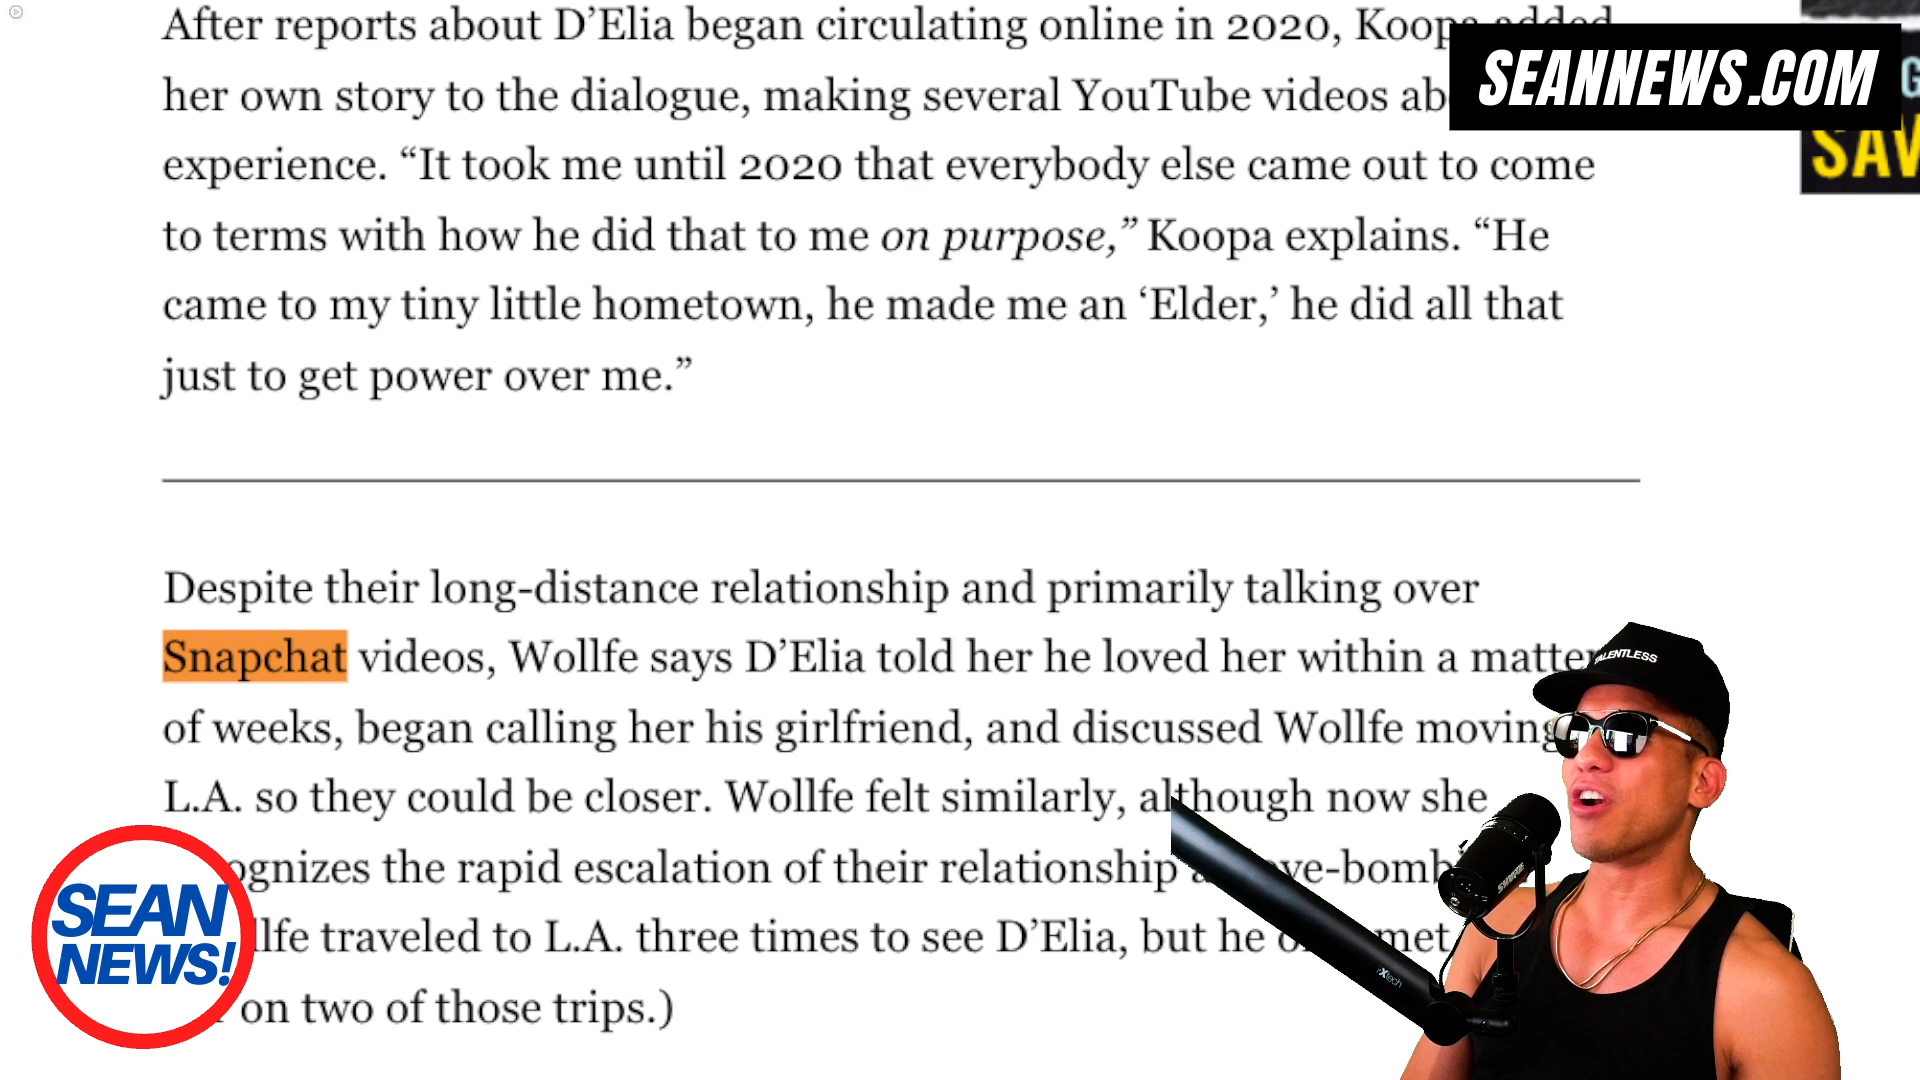 After reports about D’Elia began circulating online in 2020, Koopa added
her own story to the dialogue, making several YouTube videos
experience. “It took me until 2020 that everybody else came out to come
to terms with how he did that to me on purpose,” Koopa explains. “He
came to my tiny little hometown, he made me an ‘Elder,’ he did all that
just to get power over me.”
Despite their long-distance relationship and primarily talking over
Snapchat videos, Wollfe says D’Elia told her he loved her within a matter
of weeks, began calling her his girlfriend, and discussed Wollfe moving
L.A. so they could be closer. Wollfe felt similarly, although now she
the rapid escalation of their relationship
traveled to L.A. three times to see D’Elia, but he met
on two of those trips.)
SEANNEWS.COM
SEAN
NEWS!
TALENTLESS